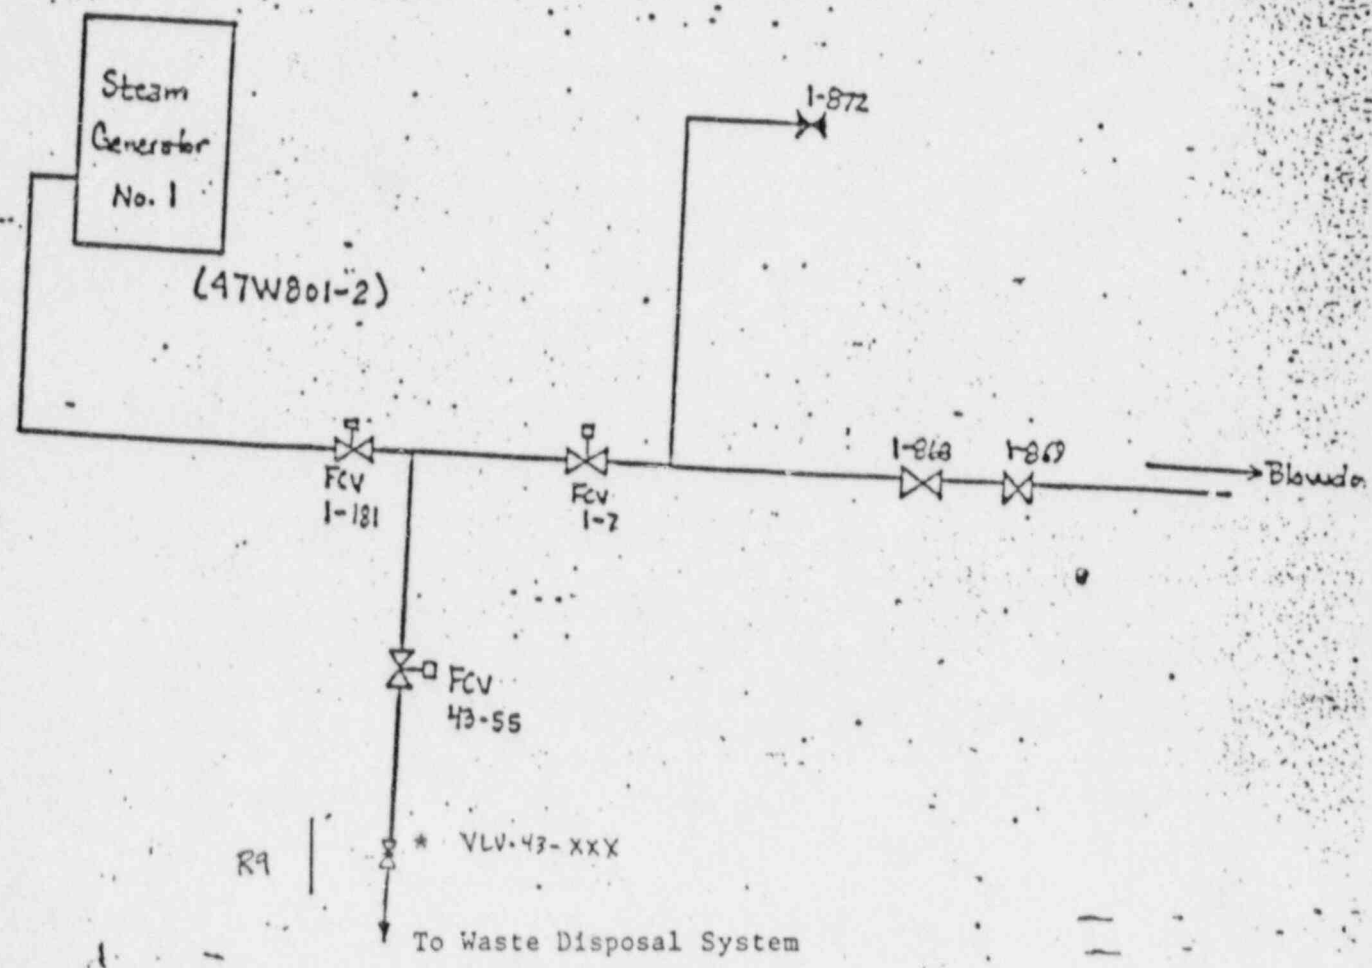 Steam
Generator
No. 1
(47W801-2)
1-872
FCV
1-181
FCV
1-7
1-868
1-869
FCV
43-55
R9
* VLV-43-XXX
To Waste Disposal System